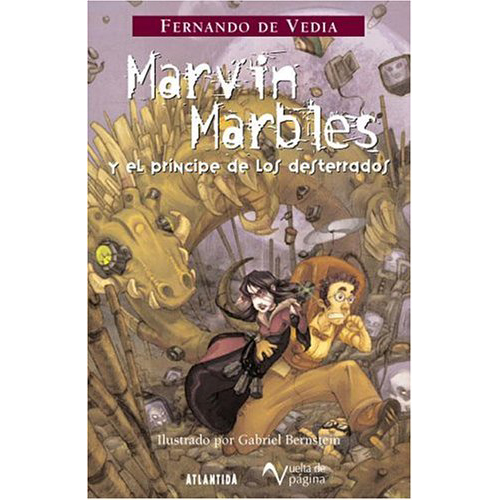 FERNANDO DE VEDIA
Marvin
Marbles
Y el príncipe de los desterrados
Ilustrado por Gabriel Bernstein
ATLANTIDA
Vuelta de
página